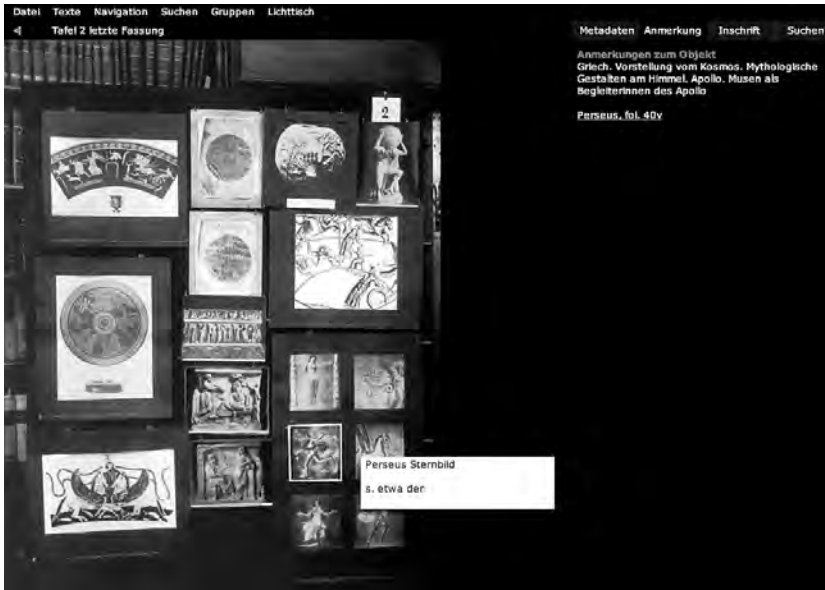 Datei Texte Navigation Suchen Gruppen Lichttisch
Tafel 2 letzte Fassung
Metadaten Anmerkung Inschrift Suchen
Anmerkungen zum Objekt
Griech. Vorstellung vom Kosmos. Mythologische
Gestalten am Himmel. Apollo. Musen als
Begleiterinnen des Apollo
Perseus, fol. 40v
2
Perseus Sternbild
s. etwa der